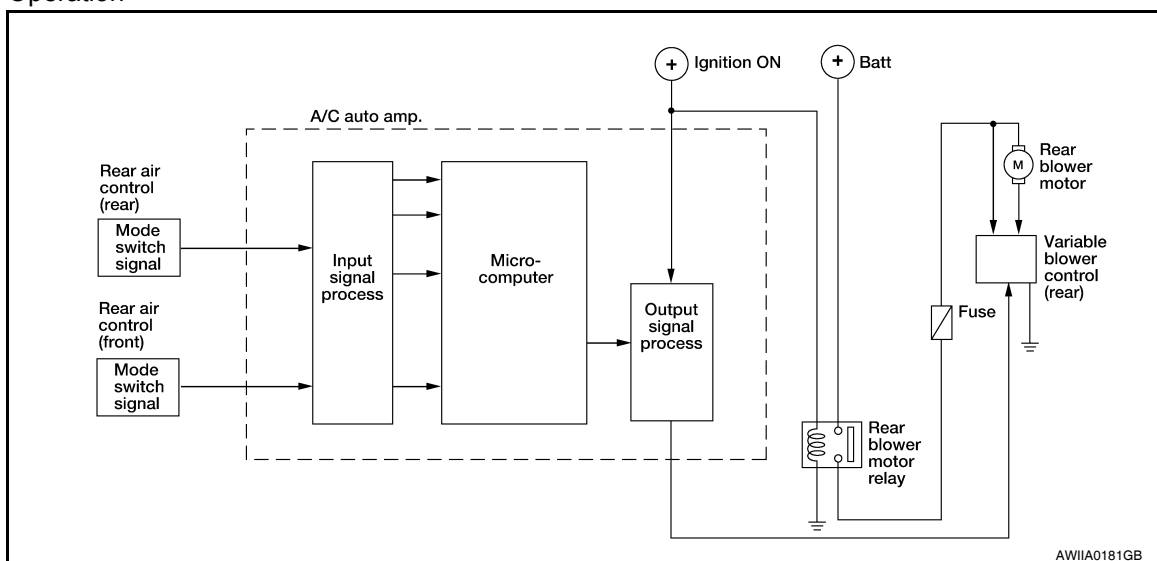 Operation
Ignition ON
Batt
A/C auto amp.
Rear air
control
(rear)
Mode
switch
signal
Rear air
control
(front)
Mode
switch
signal
Input
signal
process
Micro-
computer
Output
signal
process
Rear
blower
motor
M
Variable
blower
control
(rear)
Fuse
Rear
blower
motor
relay
AWIIA0181GB